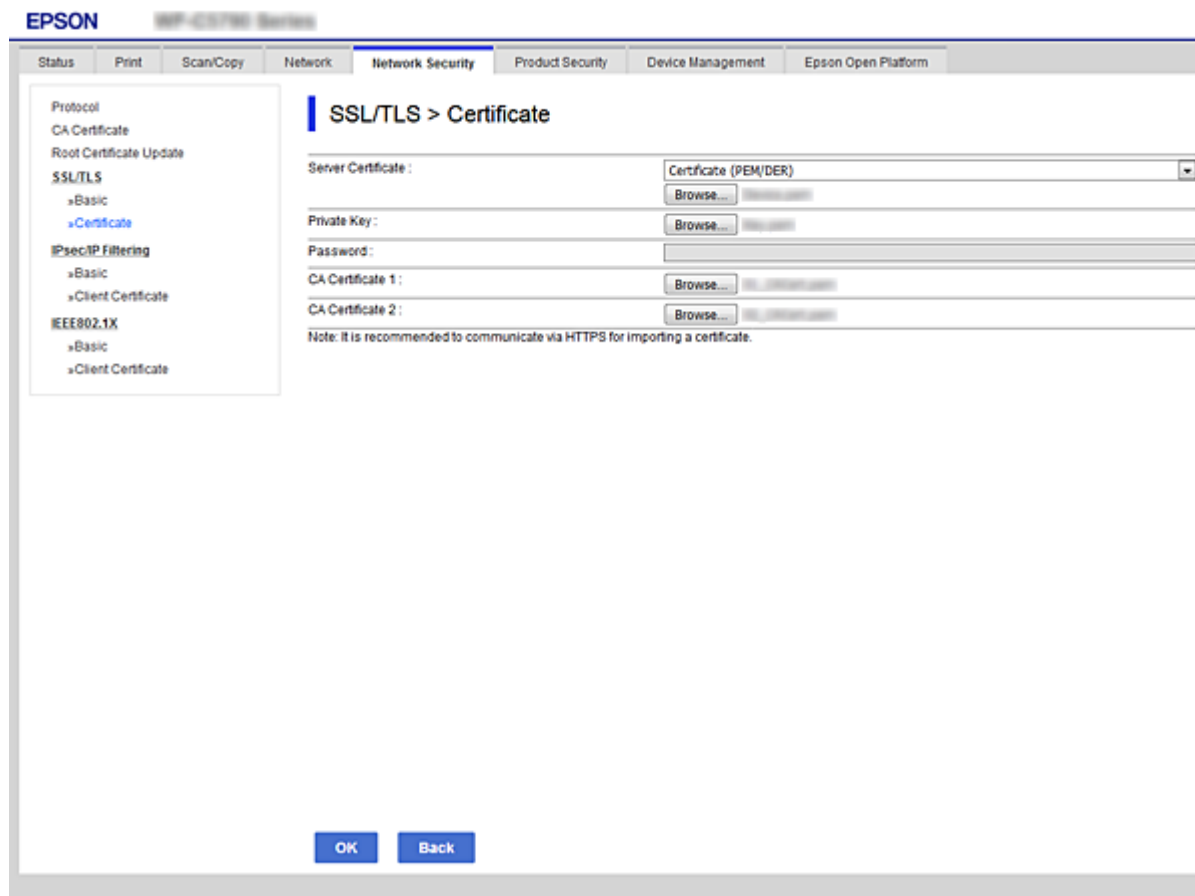 EPSON
Status Print Scan/Copy Network Network Security Product Security Device Management Epson Open Platform
Protocol
CA Certificate
Root Certificate Update
SSL/TLS
»Basic
»Certificate
IPsec/IP Filtering
»Basic
»Client Certificate
IEEE802.1X
»Basic
»Client Certificate
SSL/TLS > Certificate
Server Certificate : Certificate (PEM/DER)
Browse...
Private Key : Browse...
Password :
CA Certificate 1 : Browse...
CA Certificate 2 : Browse...
Note: It is recommended to communicate via HTTPS for importing a certificate.
OK Back